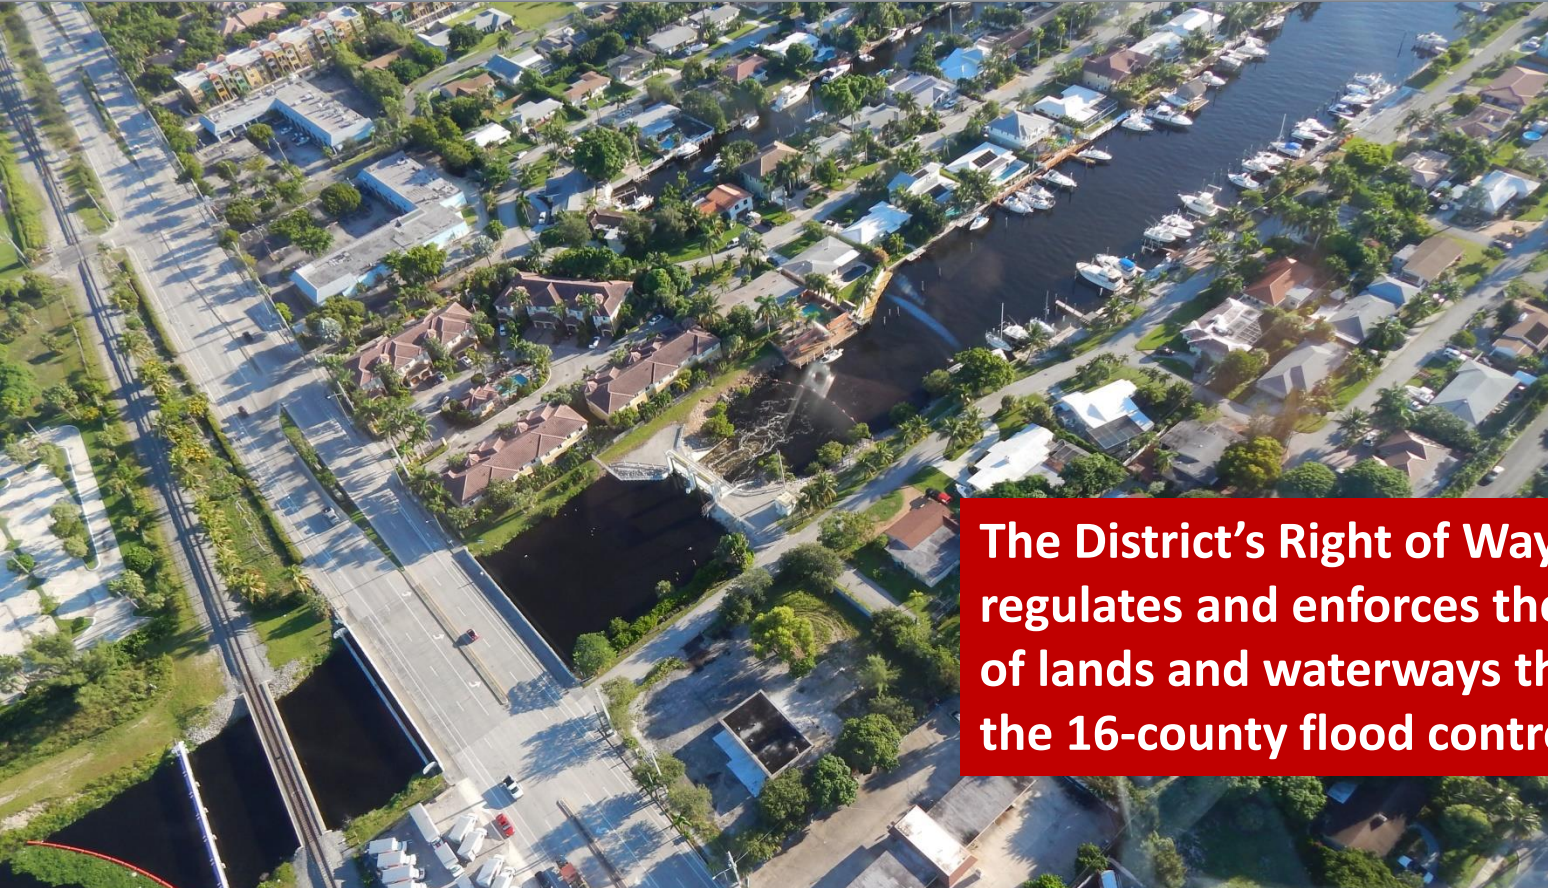 The District’s Right of Way
regulates and enforces the
of lands and waterways th
the 16-county flood contr